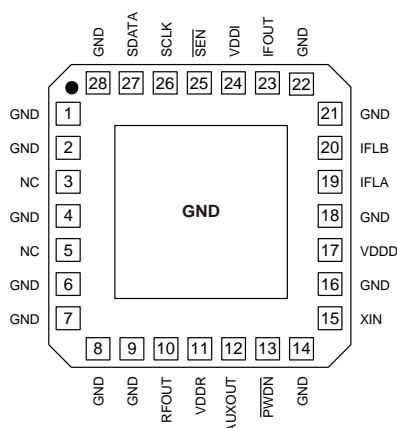 GND SDATA SCLK SEN VDDI IFOUT GND
28 27 26 25 24 23 22
GND 1
GND 2
NC 3
GND 4
NC 5
GND 6
GND 7
GND
21 GND
20 IFLB
19 IFLA
18 GND
17 VDDD
16 GND
15 XIN
8 9 10 11 12 13 14
GND GND RFOUT VDDR AUXOUT PWDN GND